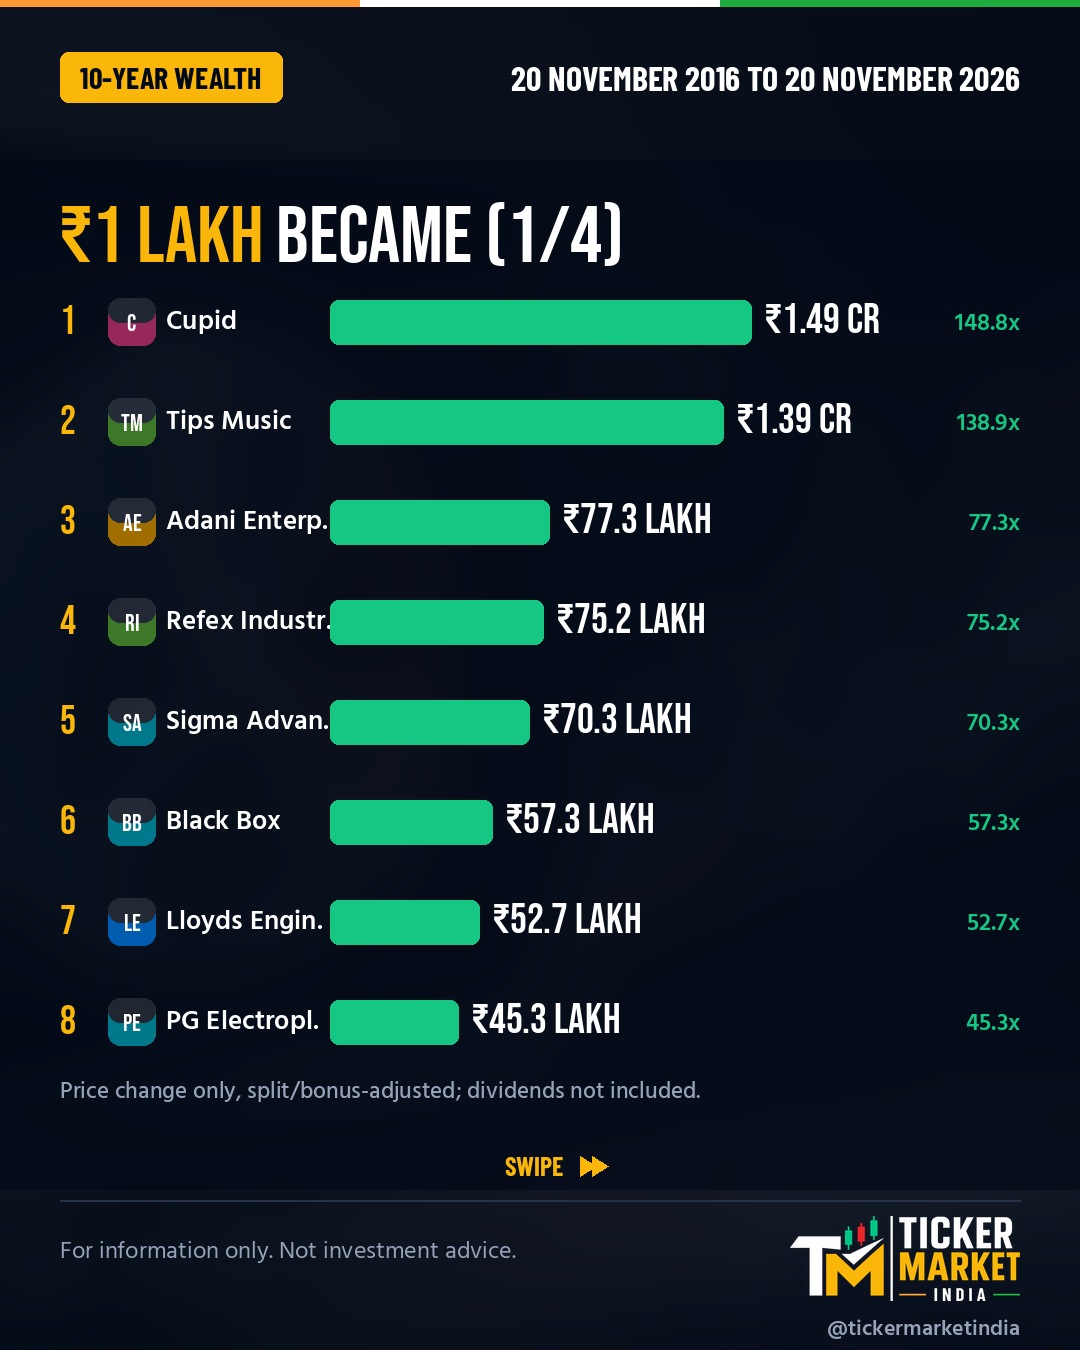 10-YEAR WEALTH
20 NOVEMBER 2016 TO 20 NOVEMBER 2026
₹1 LAKH BECAME (1/4)
1 C Cupid ₹1.49 CR 148.8x
2 TM Tips Music ₹1.39 CR 138.9x
3 AE Adani Enterp. ₹77.3 LAKH 77.3x
4 RI Refex Industr. ₹75.2 LAKH 75.2x
5 SA Sigma Advan. ₹70.3 LAKH 70.3x
6 BB Black Box ₹57.3 LAKH 57.3x
7 LE Lloyds Engin. ₹52.7 LAKH 52.7x
8 PE PG Electropl. ₹45.3 LAKH 45.3x
Price change only, split/bonus-adjusted; dividends not included.
SWIPE
For information only. Not investment advice.
TM TICKER
MARKET
INDIA
@tickermarketindia